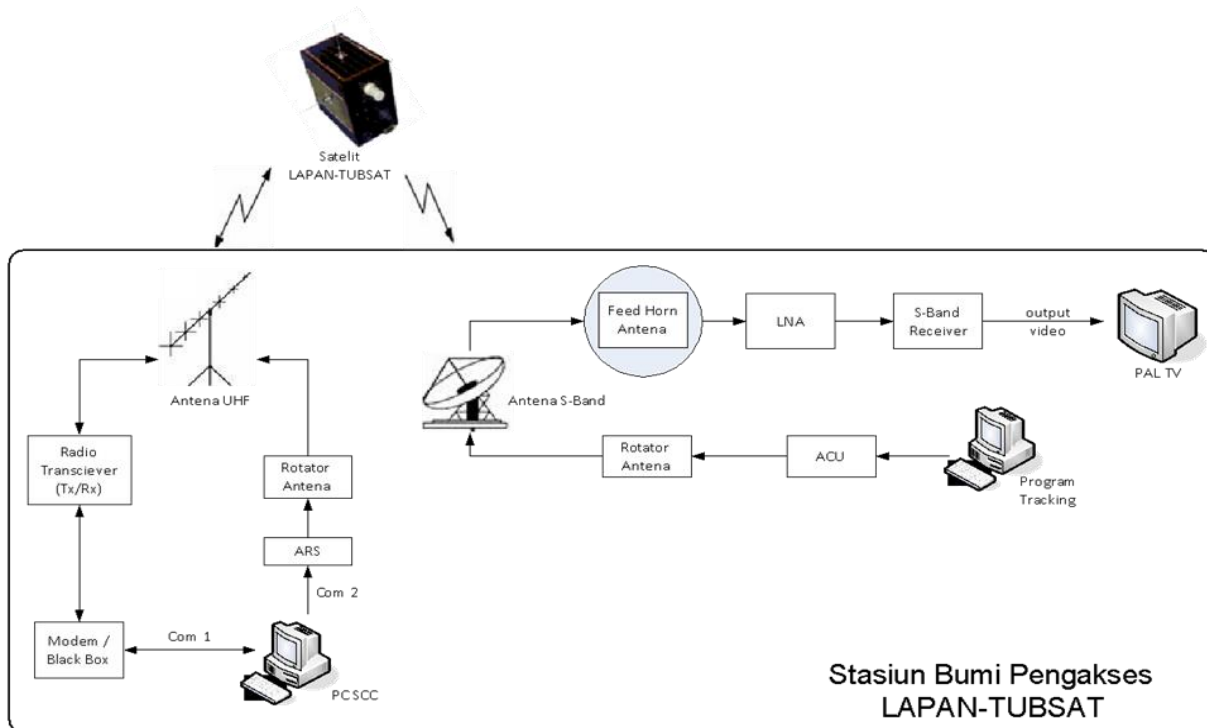 Satelit
LAPAN-TUBSAT
Antena UHF
Radio
Transciever
(Tx/Rx)
Rotator
Antena
ARS
Com 2
Modem /
Black Box
Com 1
PC SCC
Antena S-Band
Feed Horn
Antena
LNA
S-Band
Receiver
output
video
PAL TV
Rotator
Antena
ACU
Program
Tracking
Stasiun Bumi Pengakses
LAPAN-TUBSAT